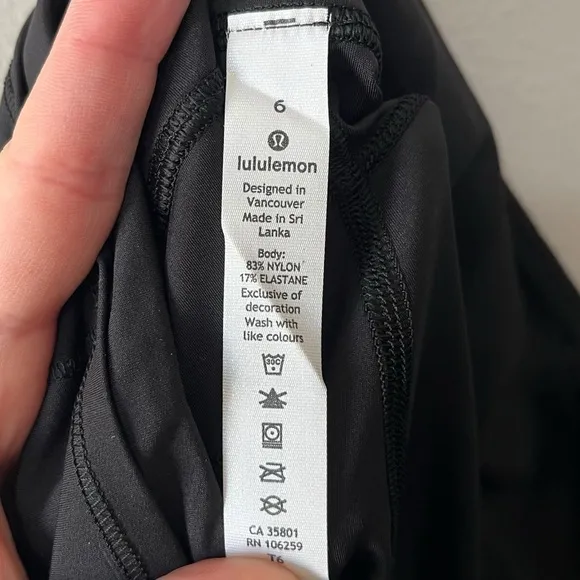 6
lululemon
Designed in
Vancouver
Made in Sri
Lanka
Body:
83% NYLON
17% ELASTANE
Exclusive of
decoration
Wash with
like colours
30C
CA 35801
RN 106259
T6